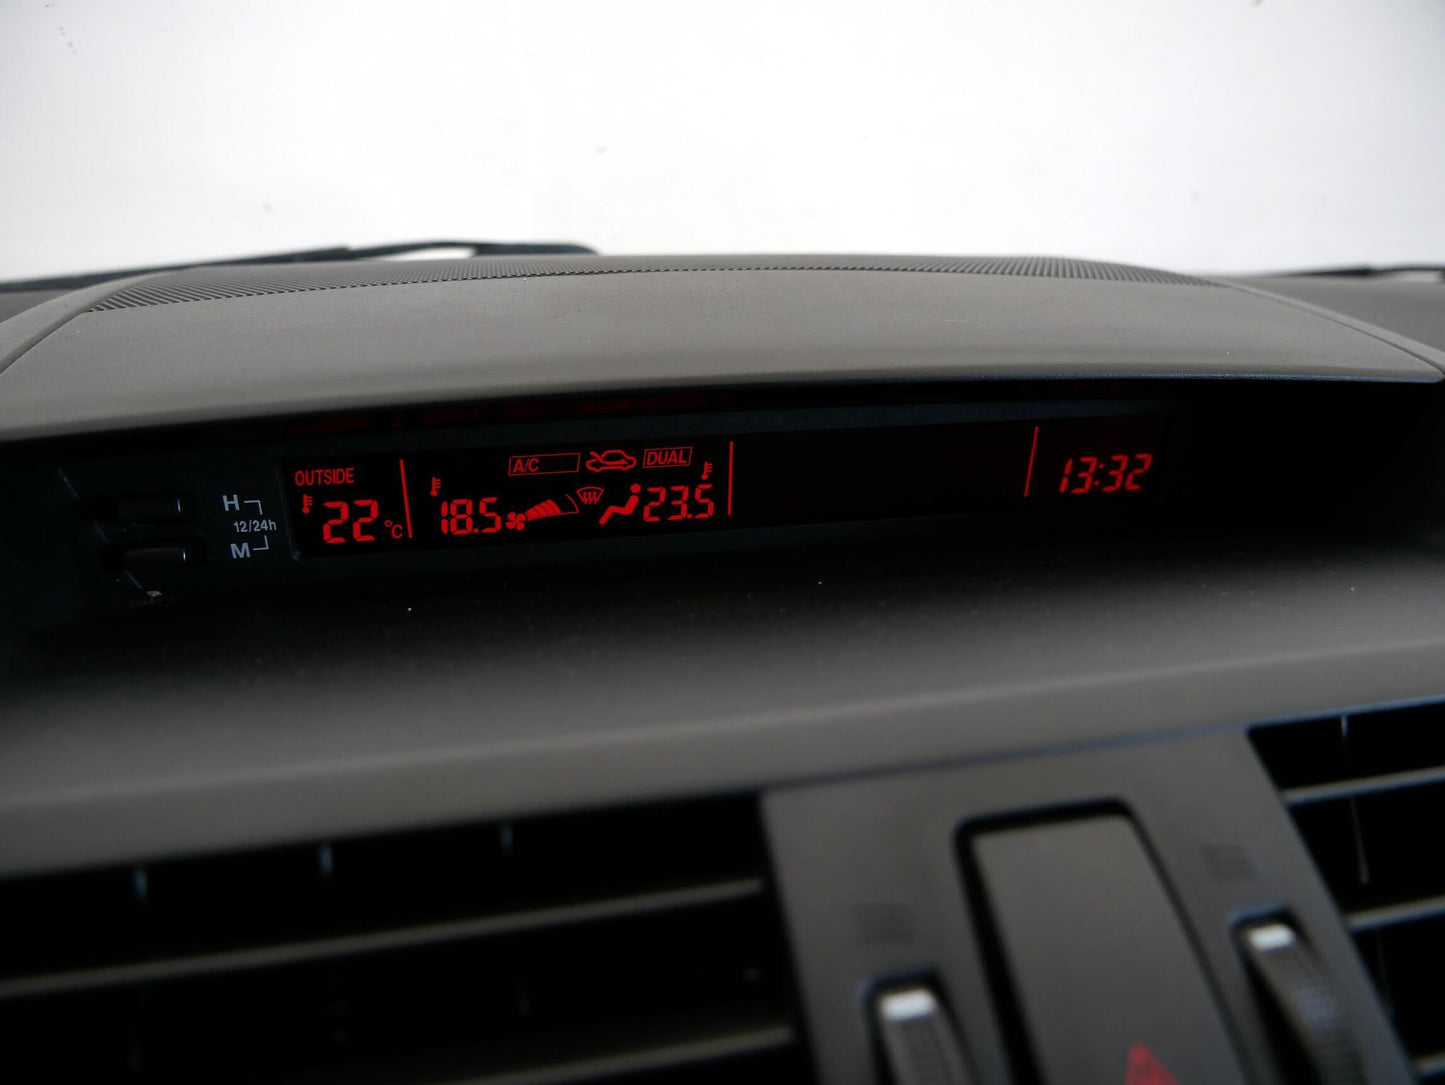 H
12/24h
M
OUTSIDE
22 °C
A/C DUAL
18.5 23.5
13:32